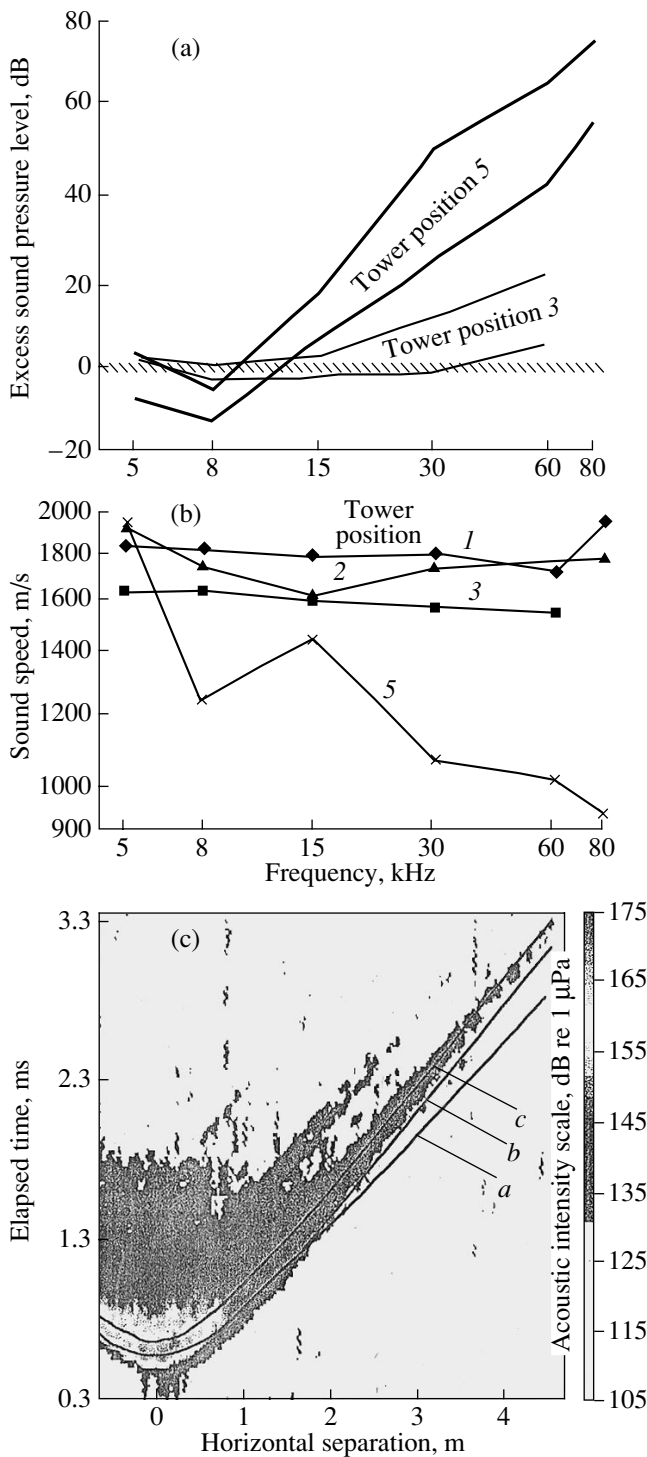 80
(a)
60
40
20
0
−20
Excess sound pressure level, dB
Tower position 5
Tower position 3
5 8 15 30 60 80
2000
(b)
Tower
position
1
1800
2
3
1600
1400
5
1200
1000
900
Sound speed, m/s
5 8 15 30 60 80
Frequency, kHz
3.3
(c)
2.3
1.3
0.3
Elapsed time, ms
c
b
a
0 1 2 3 4
Horizontal separation, m
175
165
155
145
135
125
115
105
Acoustic intensity scale, dB re 1 μPa